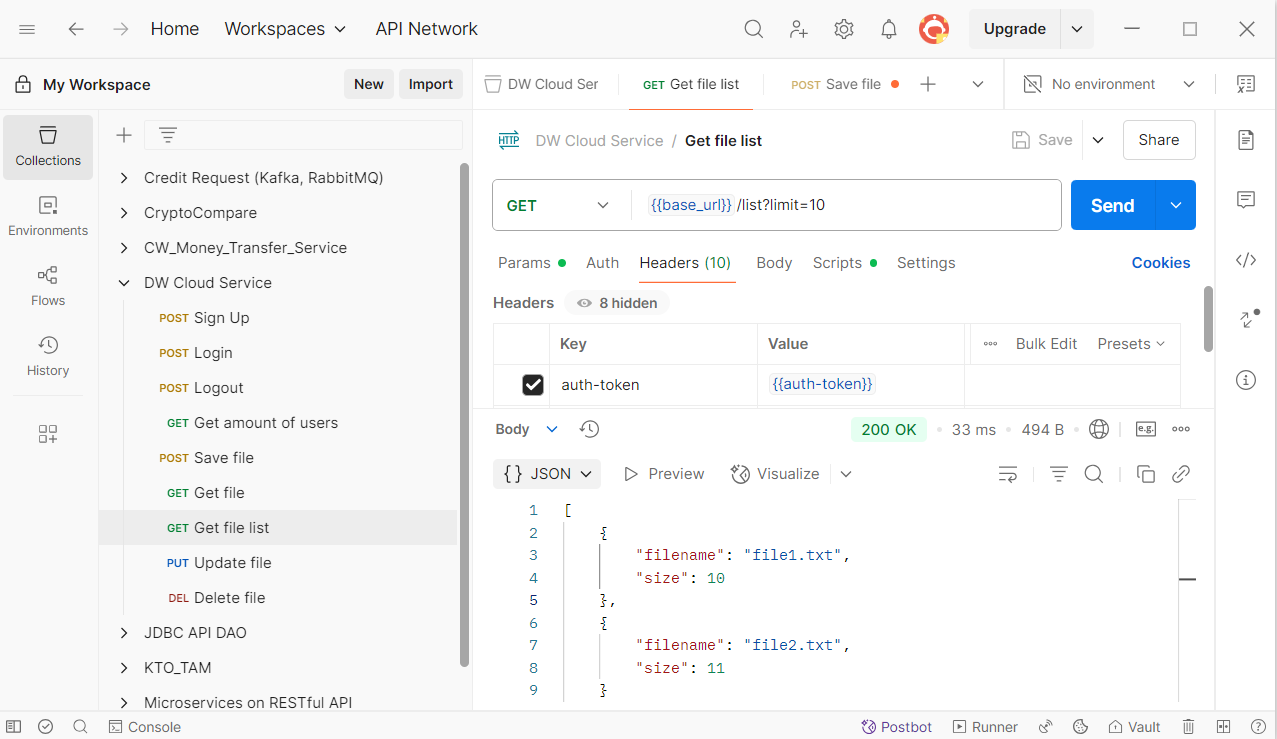 Home Workspaces API Network Upgrade
My Workspace New Import DW Cloud Ser GET Get file list POST Save file No environment
Collections
Environments
Flows
History
Credit Request (Kafka, RabbitMQ)
CryptoCompare
CW_Money_Transfer_Service
DW Cloud Service
POST Sign Up
POST Login
POST Logout
GET Get amount of users
POST Save file
GET Get file
GET Get file list
PUT Update file
DEL Delete file
JDBC API DAO
KTO_TAM
Microservices on RESTful API
HTTP DW Cloud Service / Get file list Save Share
GET {{base_url}} /list?limit=10 Send
Params Auth Headers (10) Body Scripts Settings Cookies
Headers 8 hidden
Key Value Bulk Edit Presets
auth-token {{auth-token}}
Body 200 OK 33 ms 494 B e.g.
{} JSON Preview Visualize
1 [
2 {
3 "filename": "file1.txt",
4 "size": 10
5 },
6 {
7 "filename": "file2.txt",
8 "size": 11
9 }
Console Postbot Runner Vault